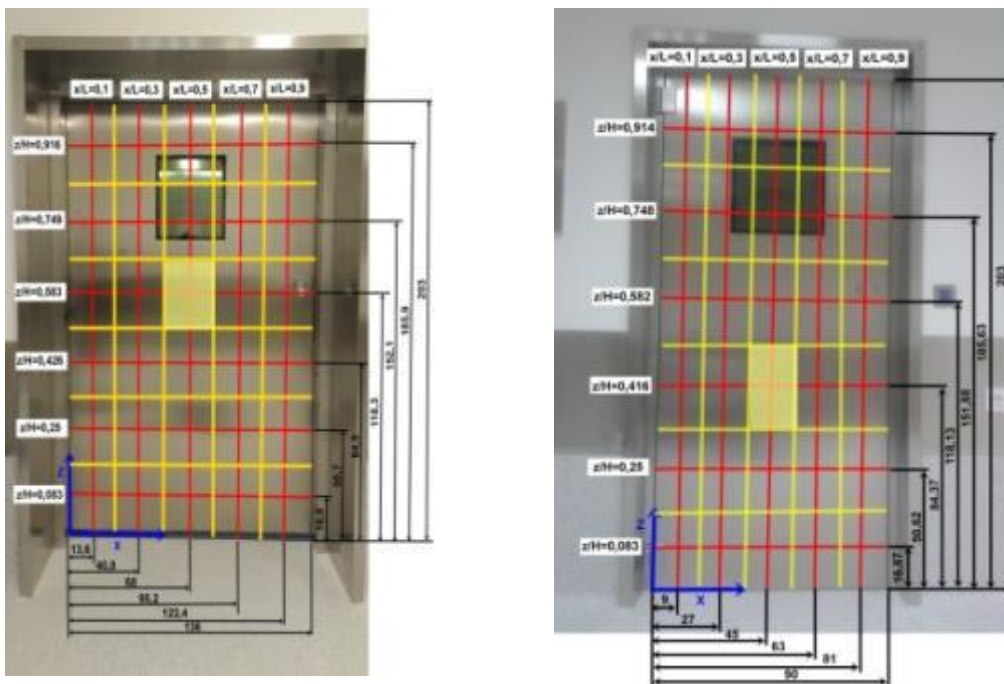 x/L=0,1 x/L=0,3 x/L=0,5 x/L=0,7 x/L=0,9
z/H=0,916
z/H=0,749
z/H=0,583
z/H=0,25
z/H=0,083
203
185,9
152,1
118,3
50,7
16,9
Z
X
13,6
40,8
68
95,2
122,4
136
x/L=0,1 x/L=0,3 x/L=0,5 x/L=0,7 x/L=0,9
z/H=0,914
z/H=0,748
z/H=0,582
z/H=0,416
z/H=0,25
z/H=0,083
203
185,63
151,88
118,13
84,37
50,62
16,87
Z
X
9
27
45
63
81
90